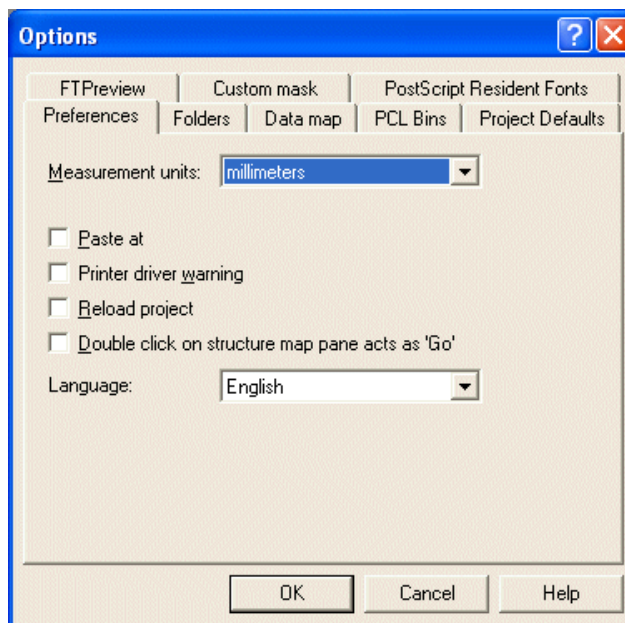 Options
FTPreview Custom mask PostScript Resident Fonts
Preferences Folders Data map PCL Bins Project Defaults
Measurement units: millimeters
Paste at
Printer driver warning
Reload project
Double click on structure map pane acts as 'Go'
Language: English
OK Cancel Help